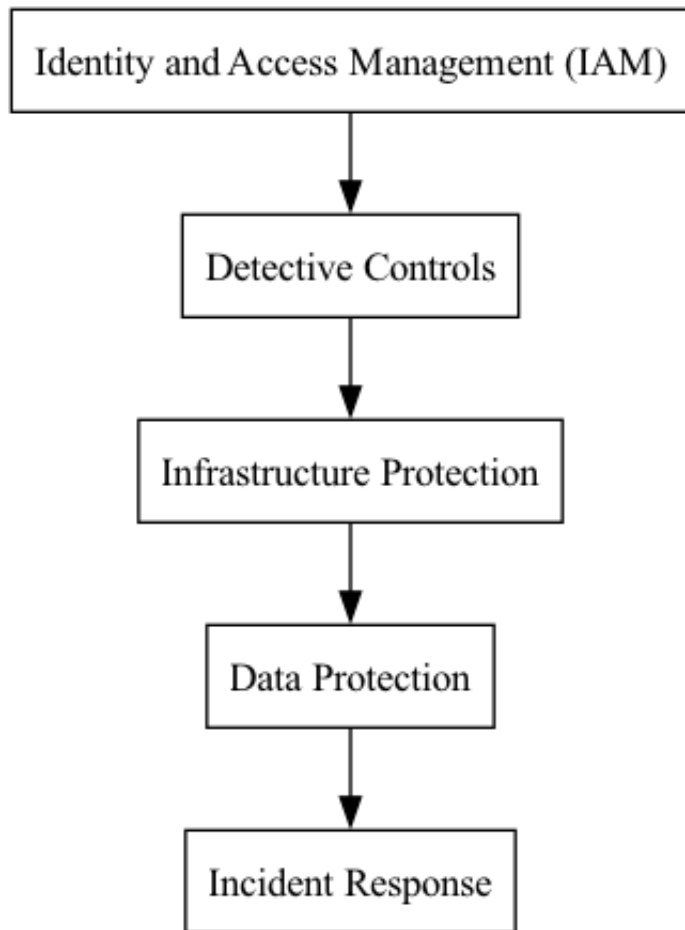 Identity and Access Management (IAM)
Detective Controls
Infrastructure Protection
Data Protection
Incident Response